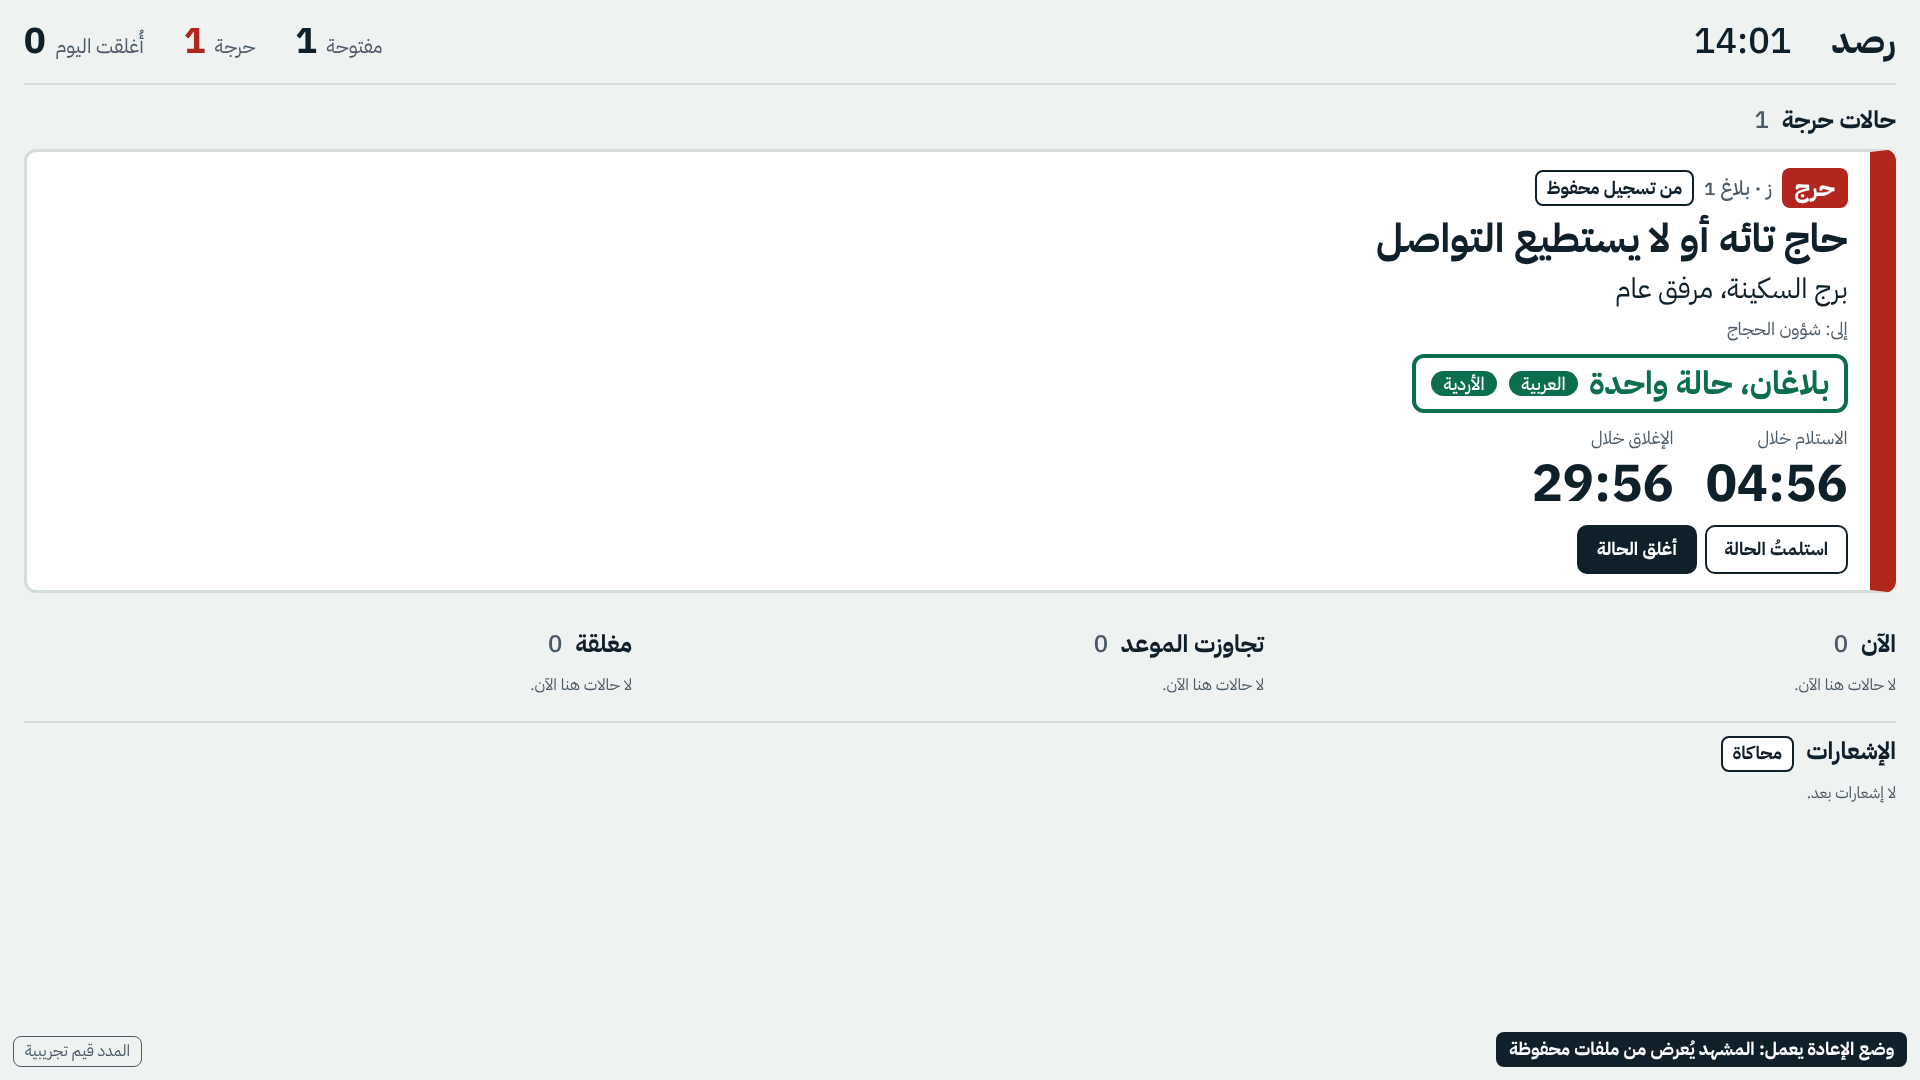 رصد 14:01
مفتوحة 1 حرجة 1 أُغلقت اليوم 0
حالات حرجة 1
حرج ز · بلاغ 1 من تسجيل محفوظ
حاج تائه أو لا يستطيع التواصل
برج السكينة، مرفق عام
إلى: شؤون الحجاج
بلاغان، حالة واحدة العربية الأردية
الاستلام خلال الإغلاق خلال
04:56 29:56
استلمتُ الحالة أغلق الحالة
الآن 0 تجاوزت الموعد 0 مغلقة 0
لا حالات هنا الآن. لا حالات هنا الآن. لا حالات هنا الآن.
الإشعارات محاكاة
لا إشعارات بعد.
وضع الإعادة يعمل: المشهد يُعرض من ملفات محفوظة
المدد قيم تجريبية